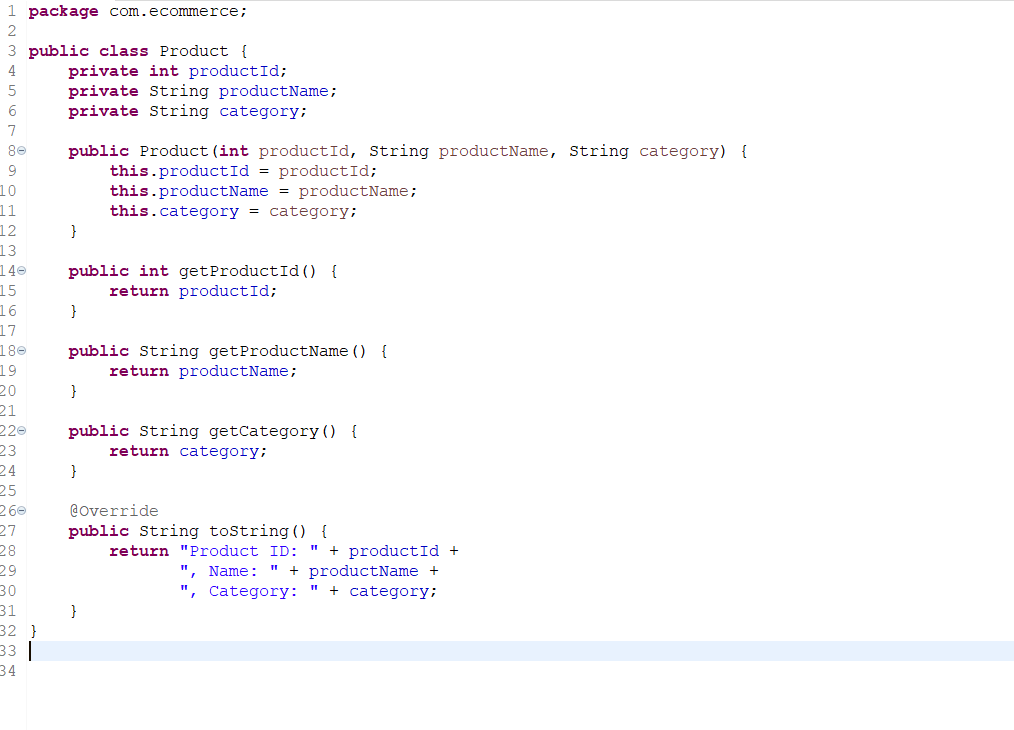 1 package com.ecommerce;
2
3 public class Product {
4     private int productId;
5     private String productName;
6     private String category;
7
8     public Product(int productId, String productName, String category) {
9         this.productId = productId;
10         this.productName = productName;
11         this.category = category;
12     }
13
14     public int getProductId() {
15         return productId;
16     }
17
18     public String getProductName() {
19         return productName;
20     }
21
22     public String getCategory() {
23         return category;
24     }
25
26     @Override
27     public String toString() {
28         return "Product ID: " + productId +
29                ", Name: " + productName +
30                ", Category: " + category;
31     }
32 }
33
34